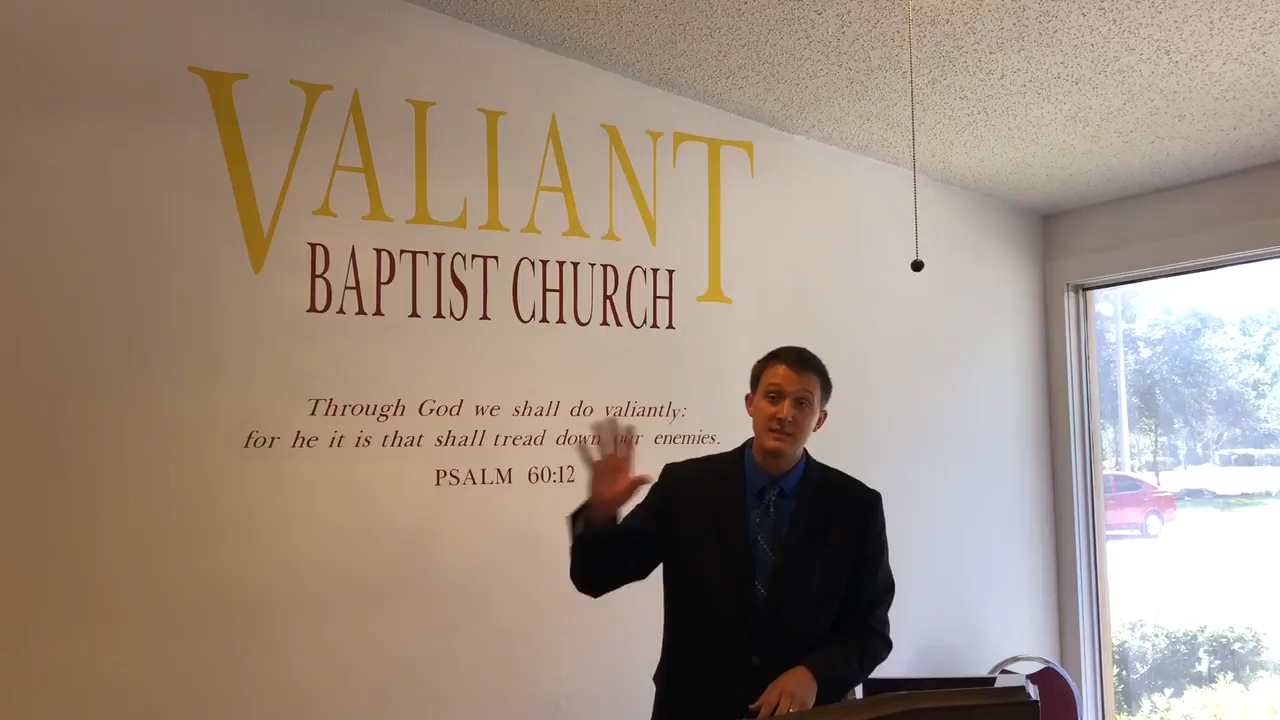 VALIANT
BAPTIST CHURCH
Through God we shall do valiantly:
for he it is that shall tread down our enemies.
PSALM 60:12